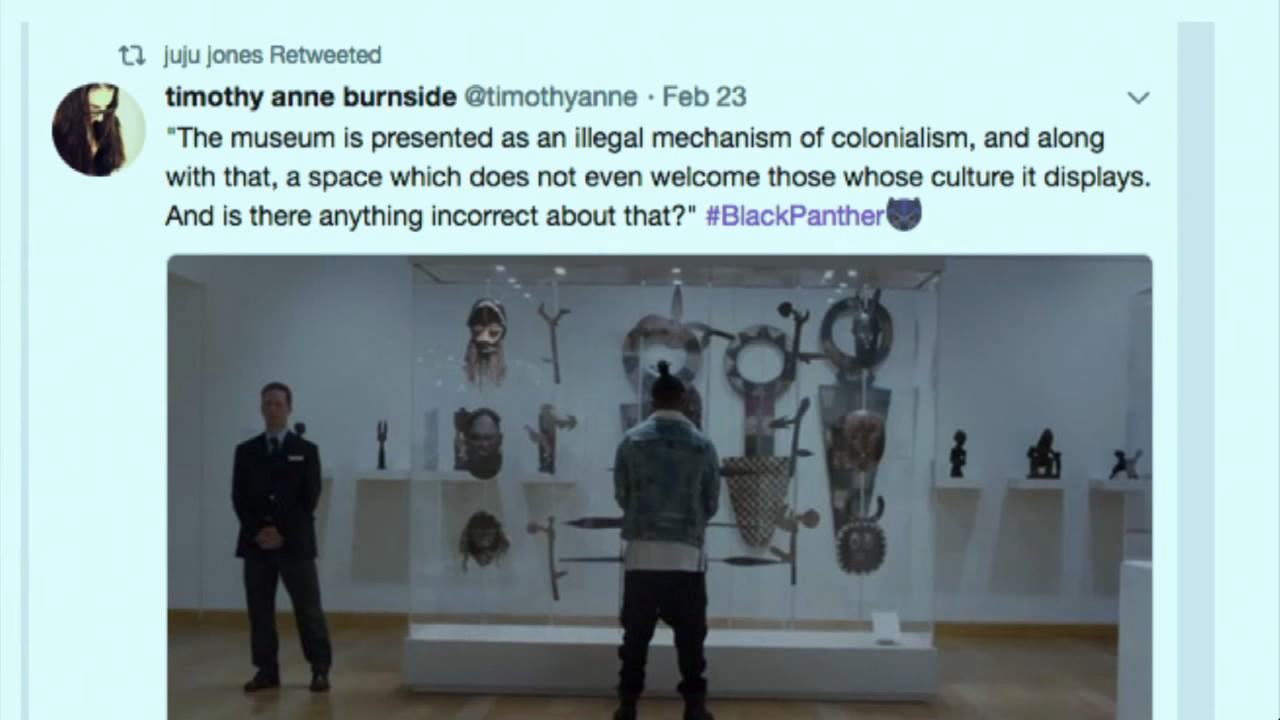 juju jones Retweeted
timothy anne burnside @timothyanne · Feb 23
"The museum is presented as an illegal mechanism of colonialism, and along
with that, a space which does not even welcome those whose culture it displays.
And is there anything incorrect about that?" #BlackPanther